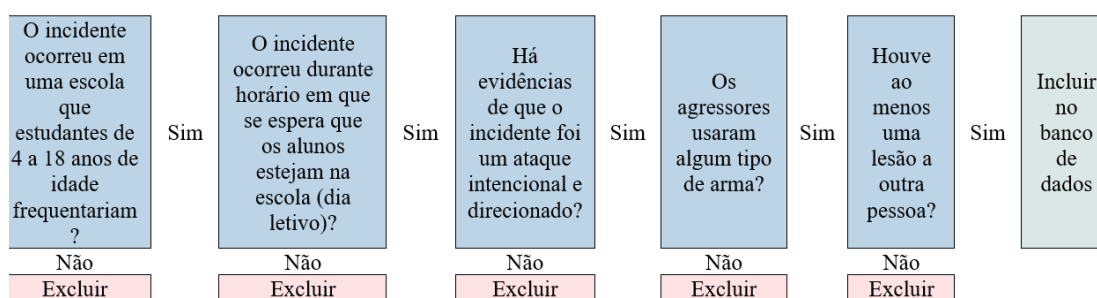 O incidente
ocorreu em
uma escola
que
estudantes de
4 a 18 anos de
idade
frequentariam
?
Sim
O incidente
ocorreu durante
horário em que
se espera que
os alunos
estejam na
escola (dia
letivo)?
Sim
Há
evidências
de que o
incidente foi
um ataque
intencional e
direcionado?
Sim
Os
agressores
usaram
algum tipo
de arma?
Sim
Houve
ao
menos
uma
lesão a
outra
pessoa?
Sim
Incluir
no
banco
de
dados
Não
Não
Não
Não
Não
Excluir
Excluir
Excluir
Excluir
Excluir